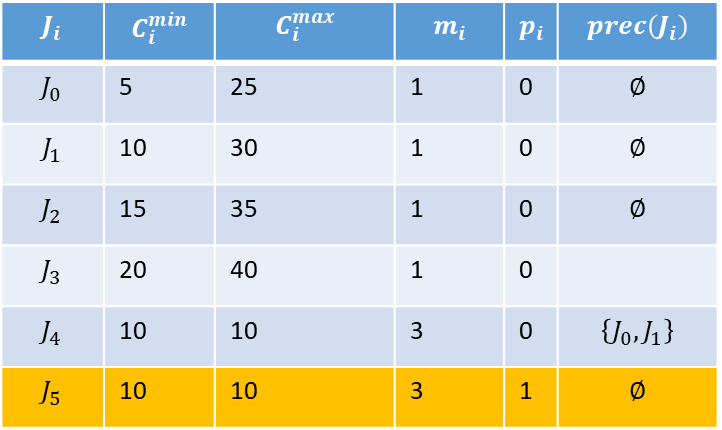 J_i C_i^min C_i^max m_i p_i prec(J_i)
J_0 5 25 1 0 ∅
J_1 10 30 1 0 ∅
J_2 15 35 1 0 ∅
J_3 20 40 1 0
J_4 10 10 3 0 {J_0, J_1}
J_5 10 10 3 1 ∅